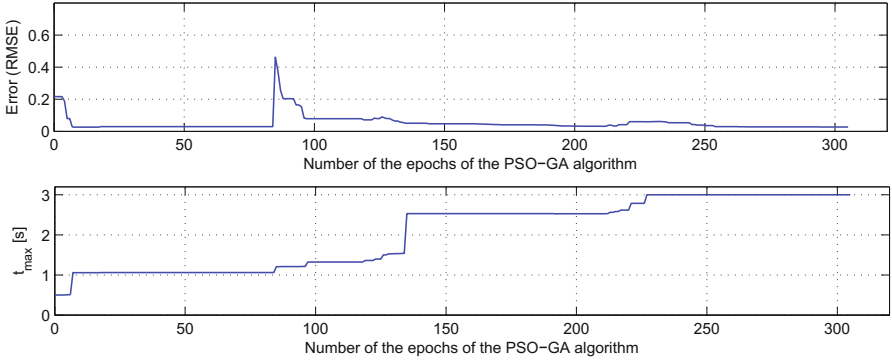 0.6
0.4
0.2
0
Error (RMSE)
0 50 100 150 200 250 300
Number of the epochs of the PSO−GA algorithm
3
2
1
0
t_max [s]
0 50 100 150 200 250 300
Number of the epochs of the PSO−GA algorithm